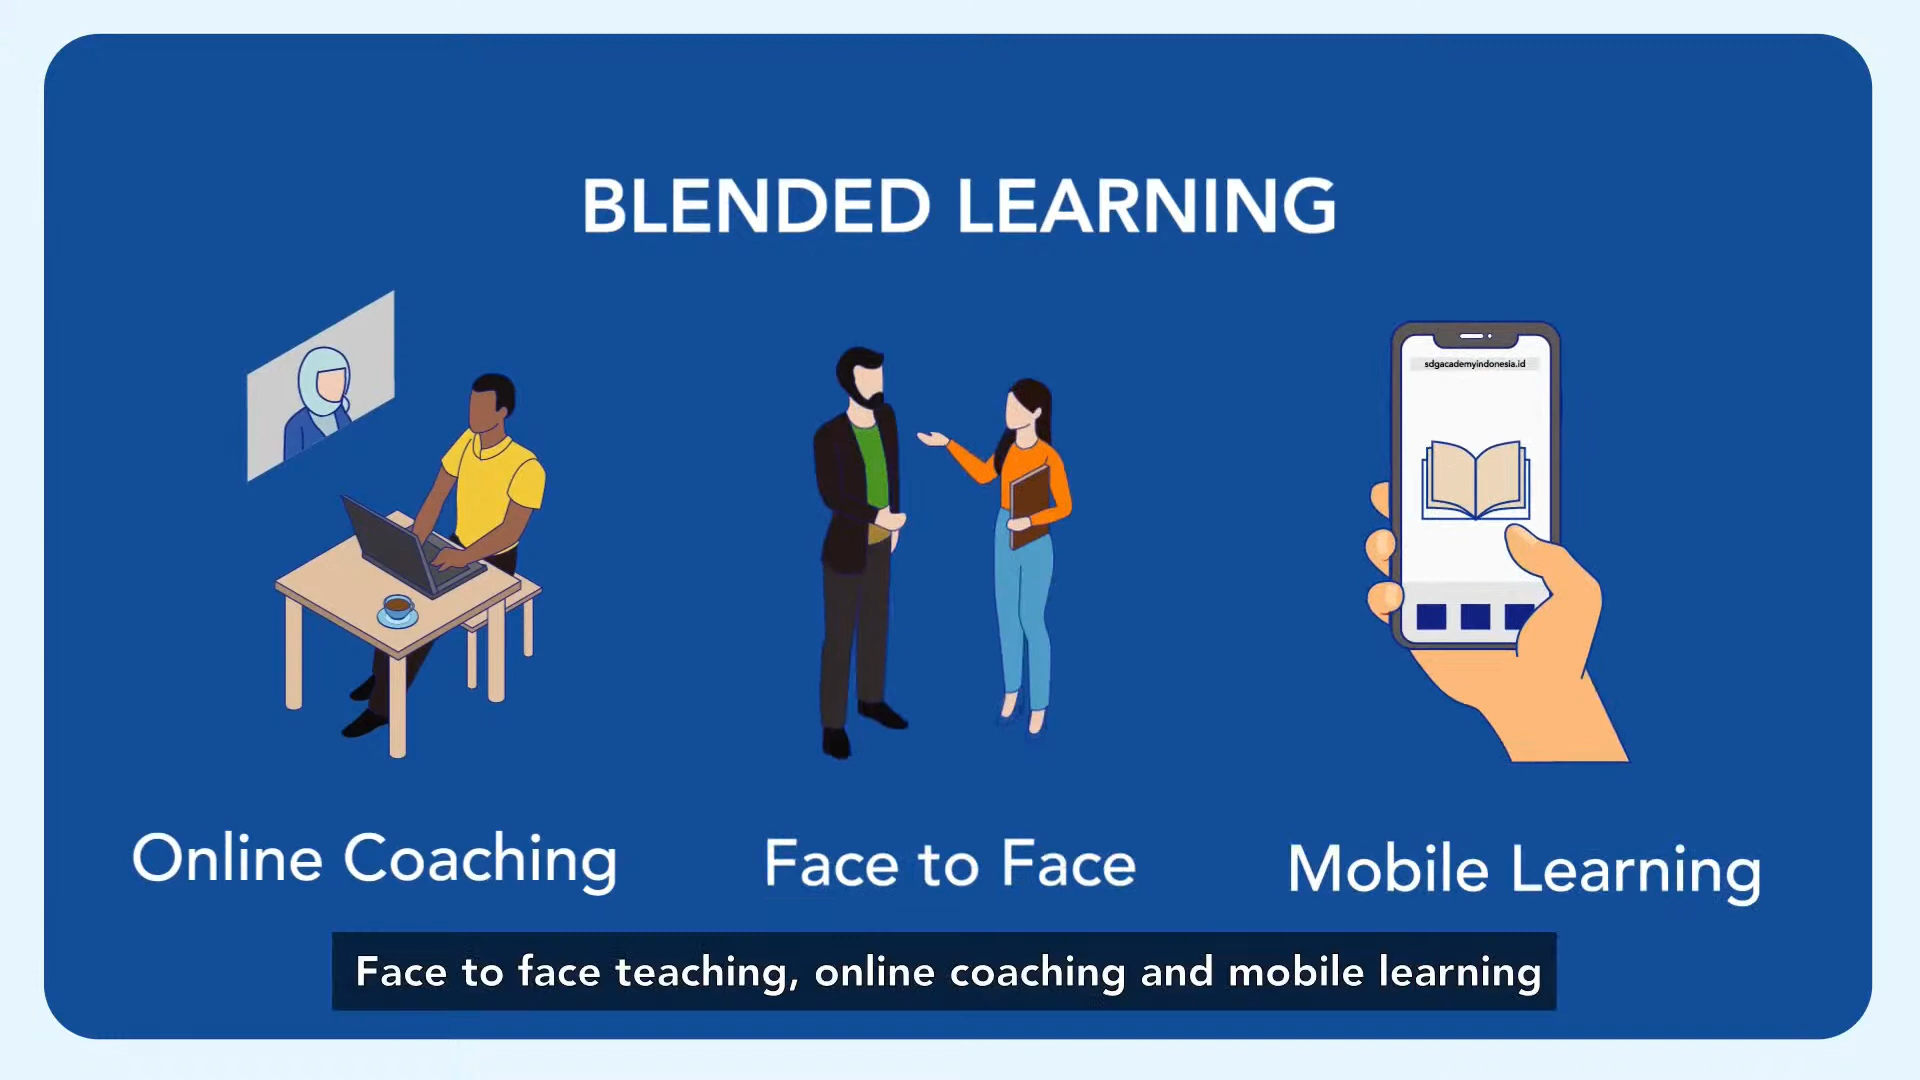 BLENDED LEARNING
sdgacademyindonesia.id
Online Coaching
Face to Face
Mobile Learning
Face to face teaching, online coaching and mobile learning